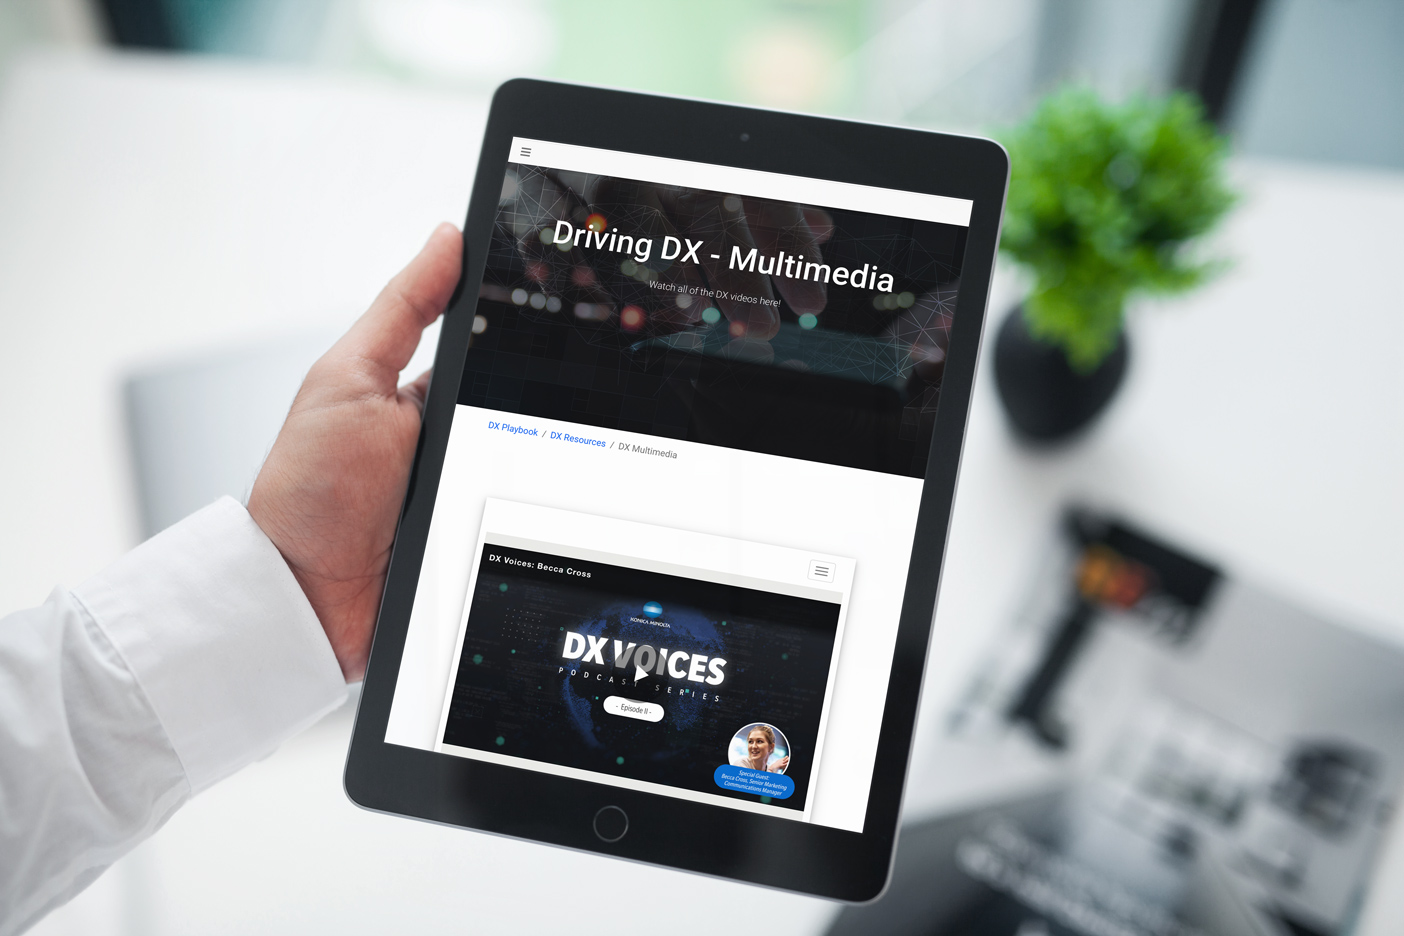 Driving DX - Multimedia
Watch all of the DX videos here!
DX Playbook / DX Resources / DX Multimedia
DX Voices: Becca Cross
KONICA MINOLTA
DX VOICES
PODCAST SERIES
- Episode II -
Special Guest:
Becca Cross, Senior Marketing
Communications Manager